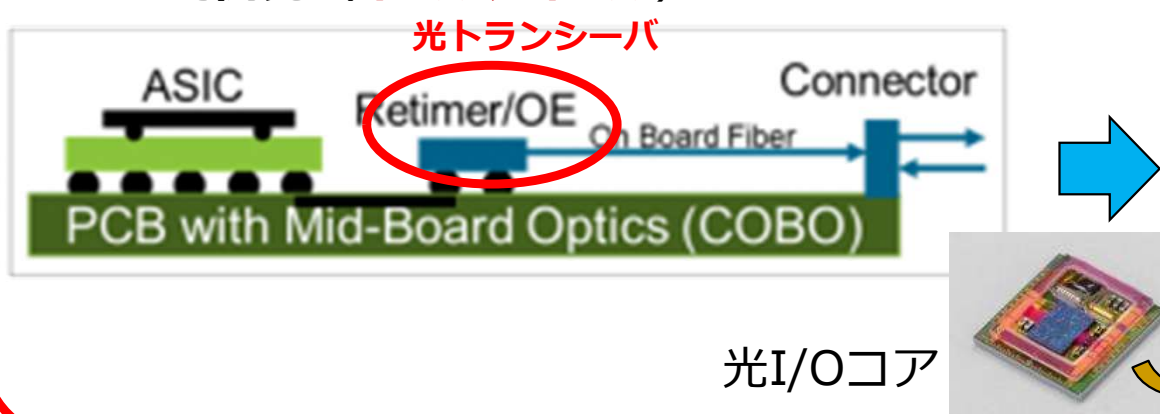 光トランシーバ
ASIC
Retimer/OE
Connector
On Board Fiber
PCB with Mid-Board Optics (COBO)
光I/Oコア